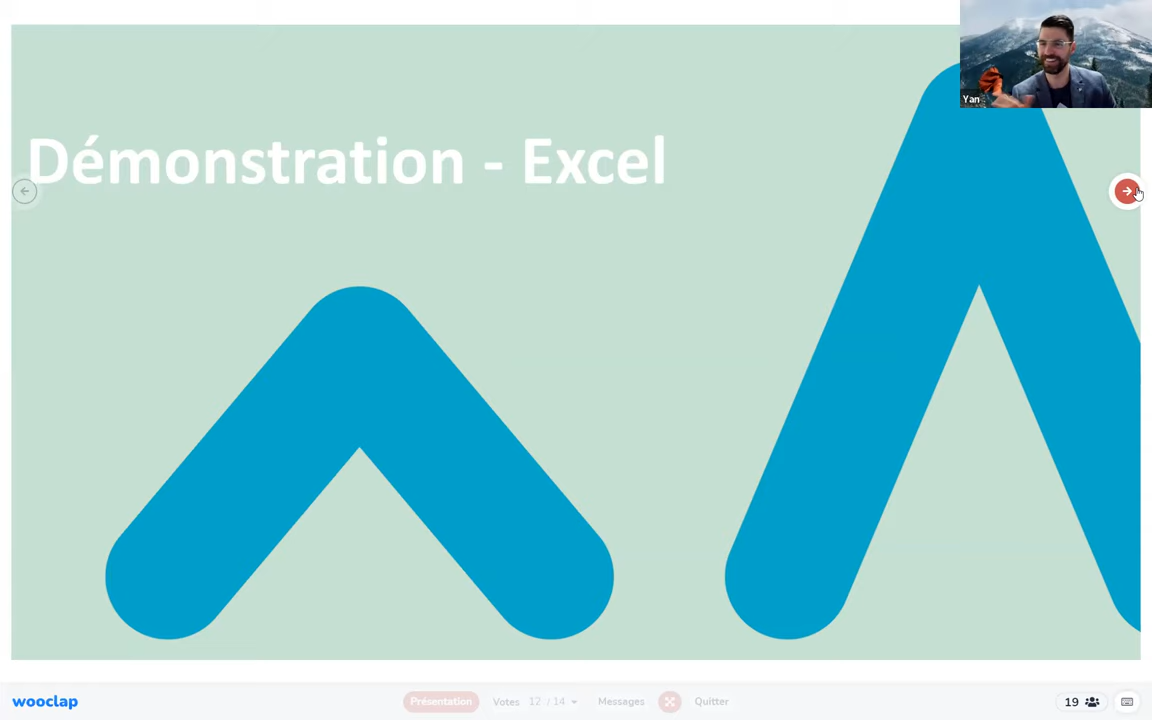 Yan
Démonstration - Excel
wooclap
Présentation
Votes 12 / 14
Messages
Quitter
19